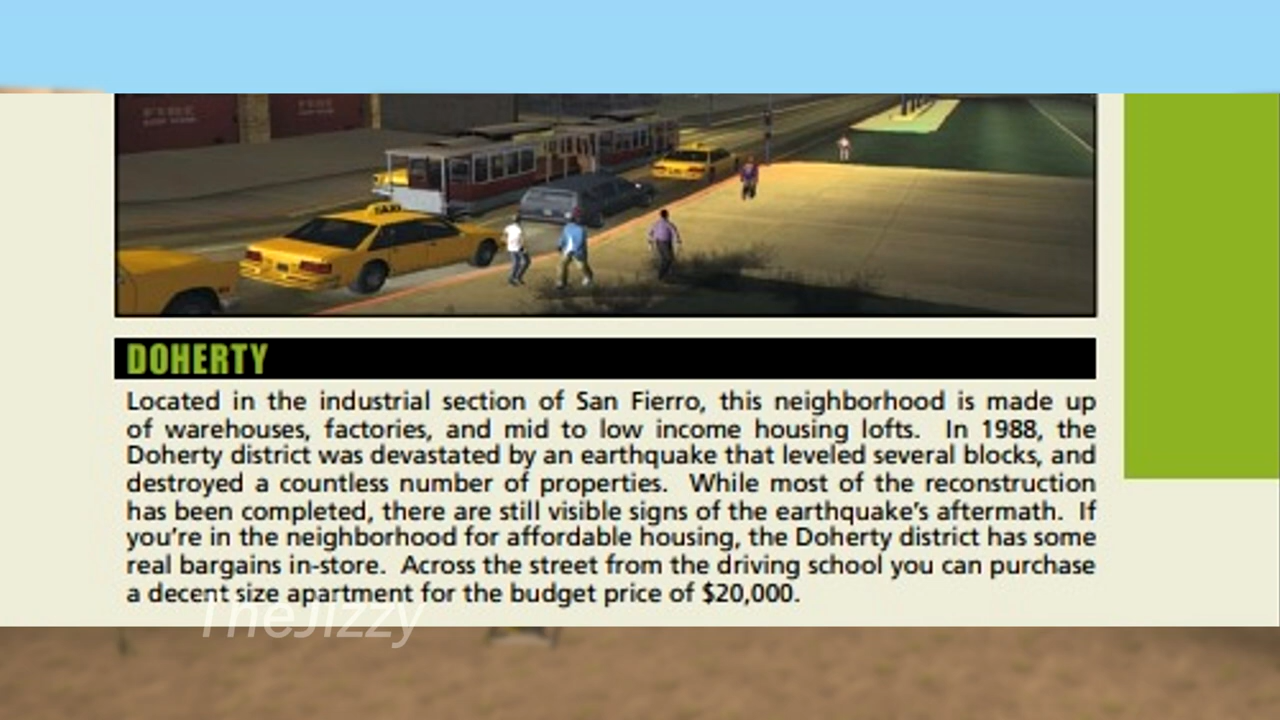 TAXI
DOHERTY
Located in the industrial section of San Fierro, this neighborhood is made up
of warehouses, factories, and mid to low income housing lofts. In 1988, the
Doherty district was devastated by an earthquake that leveled several blocks, and
destroyed a countless number of properties. While most of the reconstruction
has been completed, there are still visible signs of the earthquake's aftermath. If
you're in the neighborhood for affordable housing, the Doherty district has some
real bargains in-store. Across the street from the driving school you can purchase
a decent size apartment for the budget price of $20,000.
TheJizzy